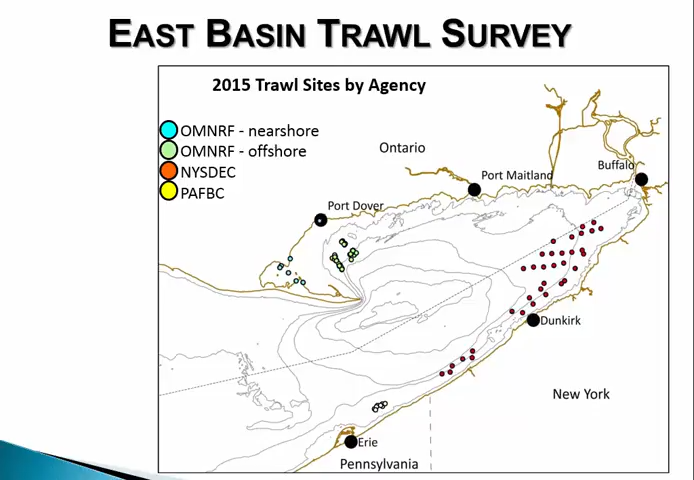 EAST BASIN TRAWL SURVEY
2015 Trawl Sites by Agency
OMNRF - nearshore
OMNRF - offshore
NYSDEC
PAFBC
Ontario
Port Maitland
Buffalo
Port Dover
Dunkirk
New York
Erie
Pennsylvania